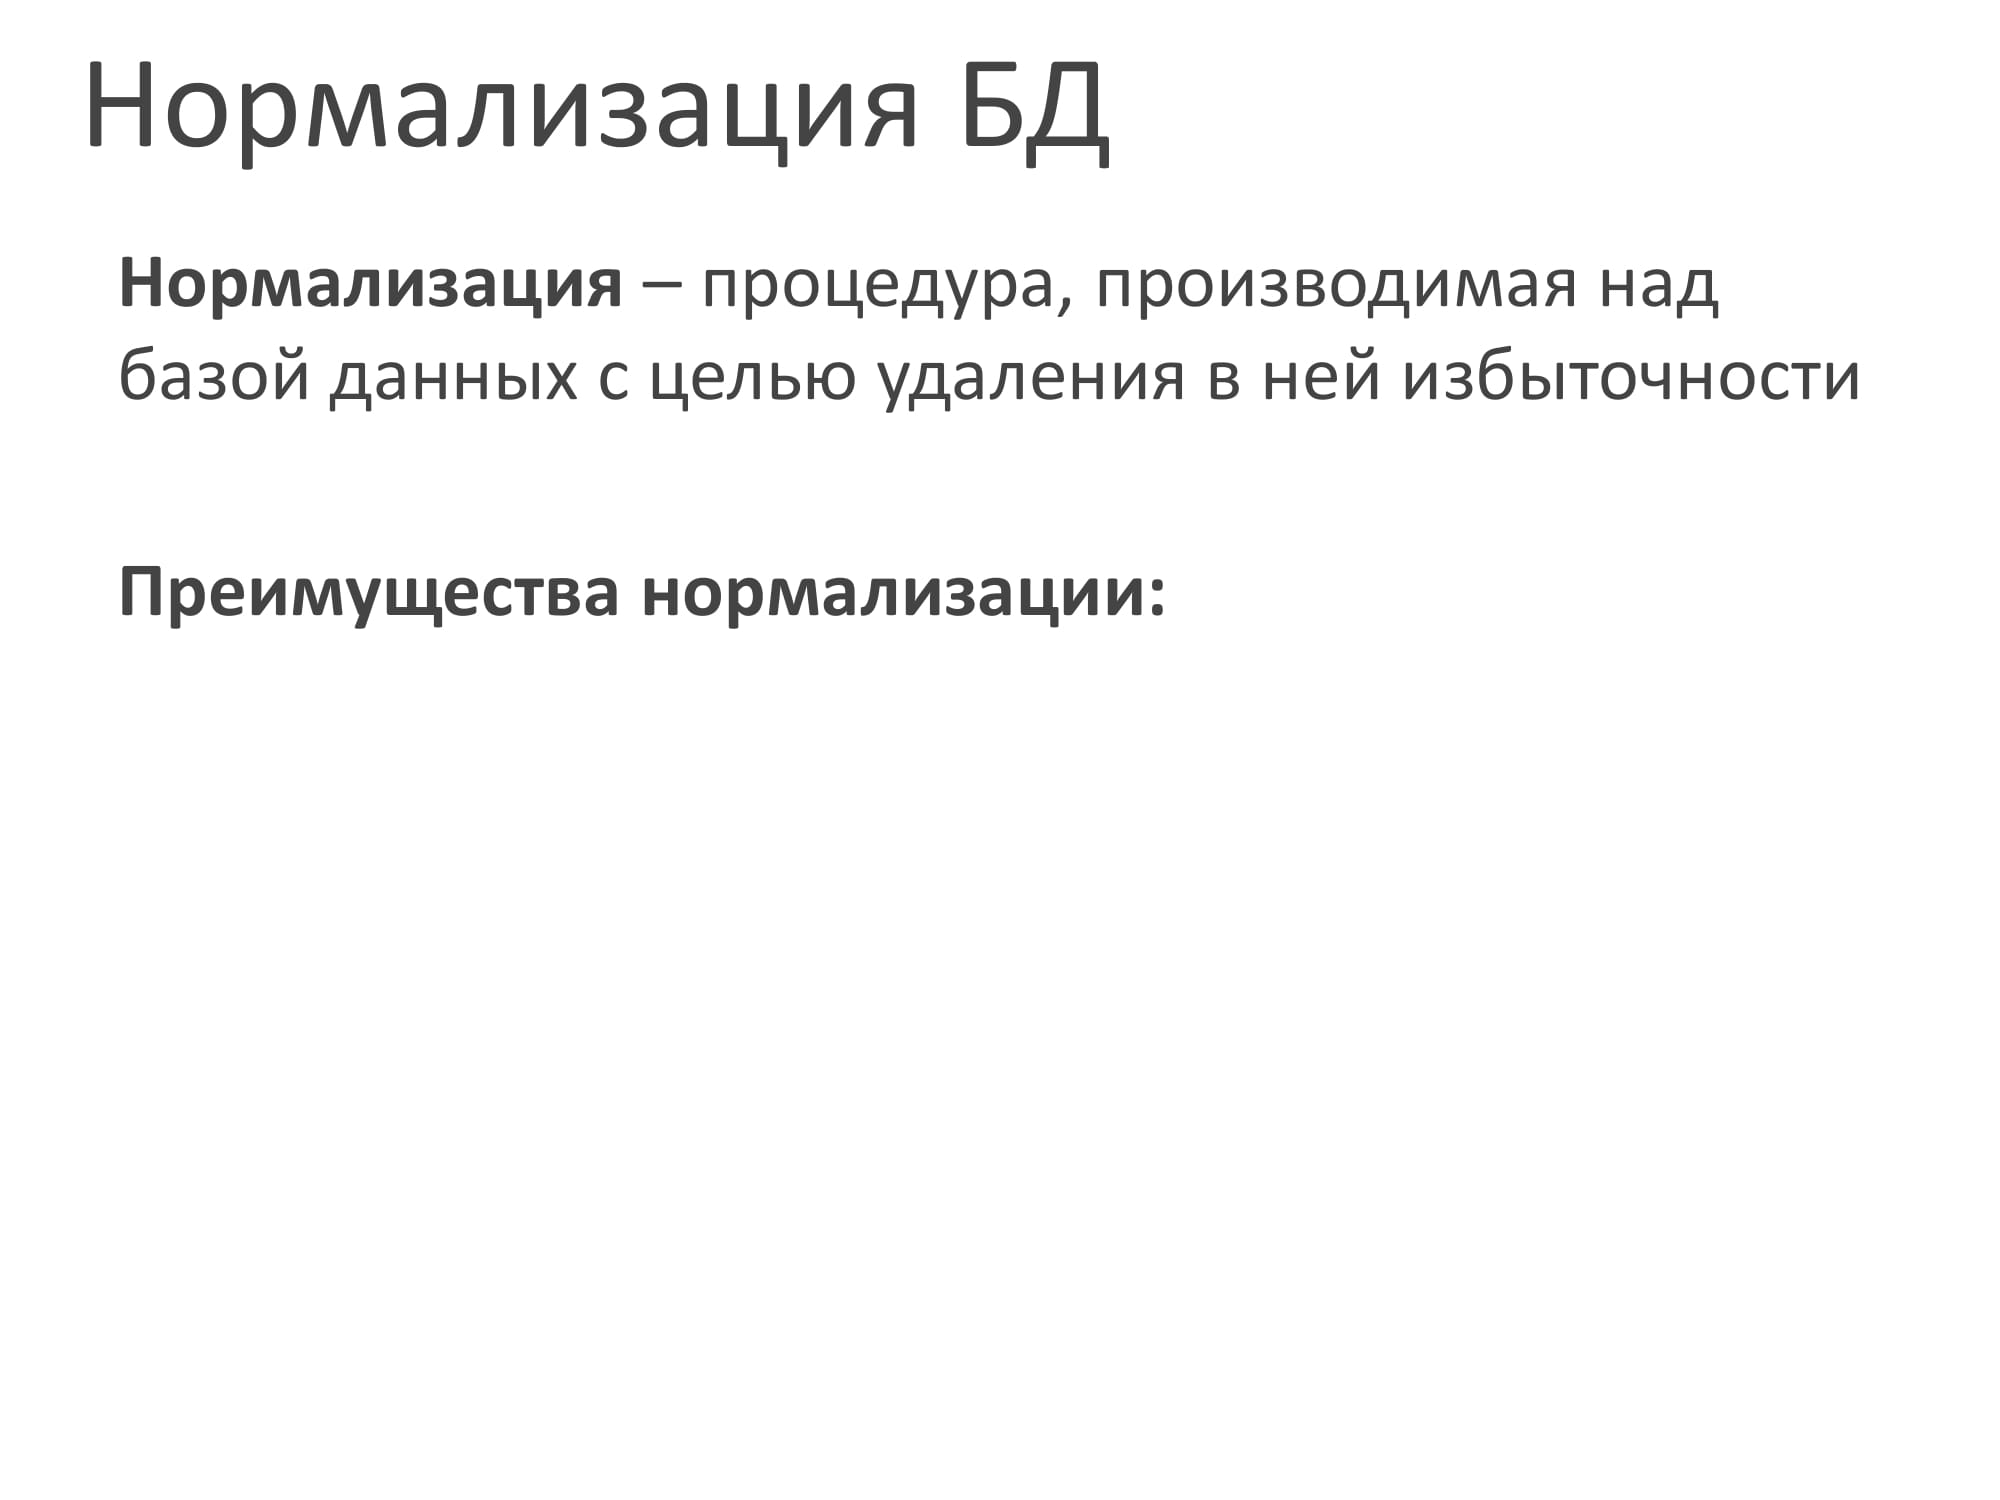 Нормализация БД
Нормализация – процедура, производимая над
базой данных с целью удаления в ней избыточности
Преимущества нормализации: